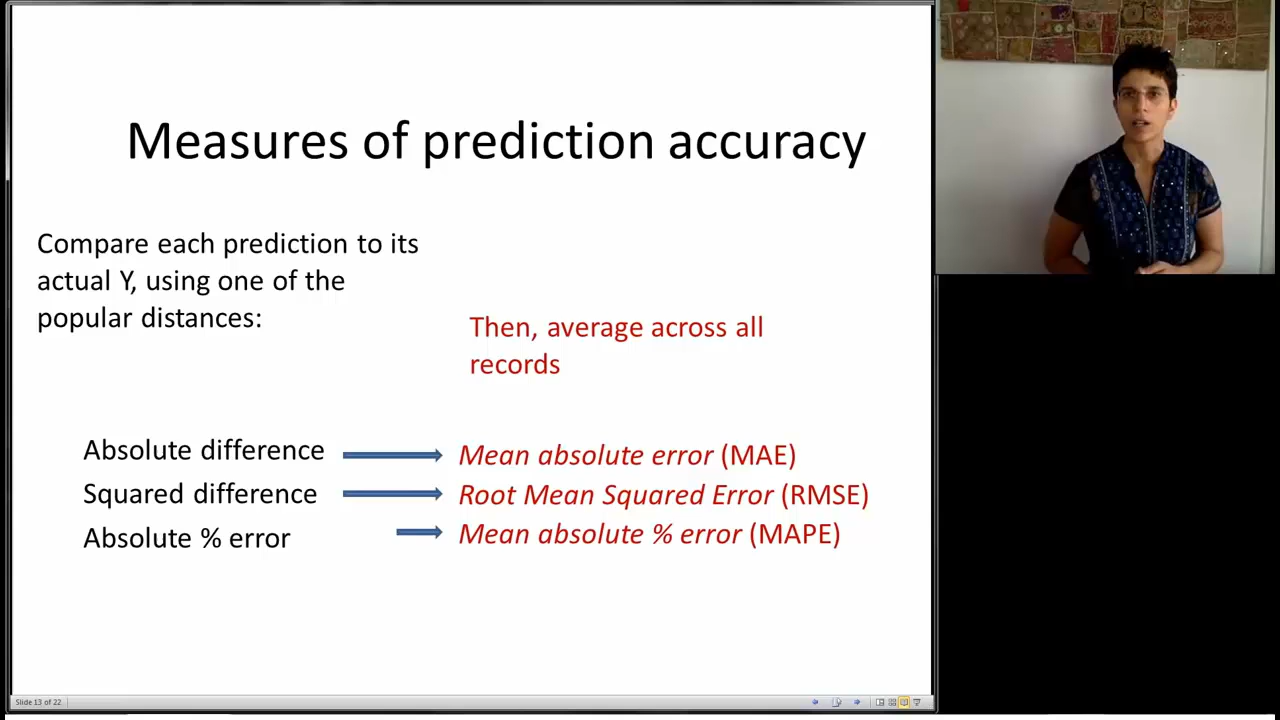 Measures of prediction accuracy
Compare each prediction to its
actual Y, using one of the
popular distances:
Then, average across all
records
Absolute difference
Mean absolute error (MAE)
Squared difference
Root Mean Squared Error (RMSE)
Absolute % error
Mean absolute % error (MAPE)
Slide 13 of 22